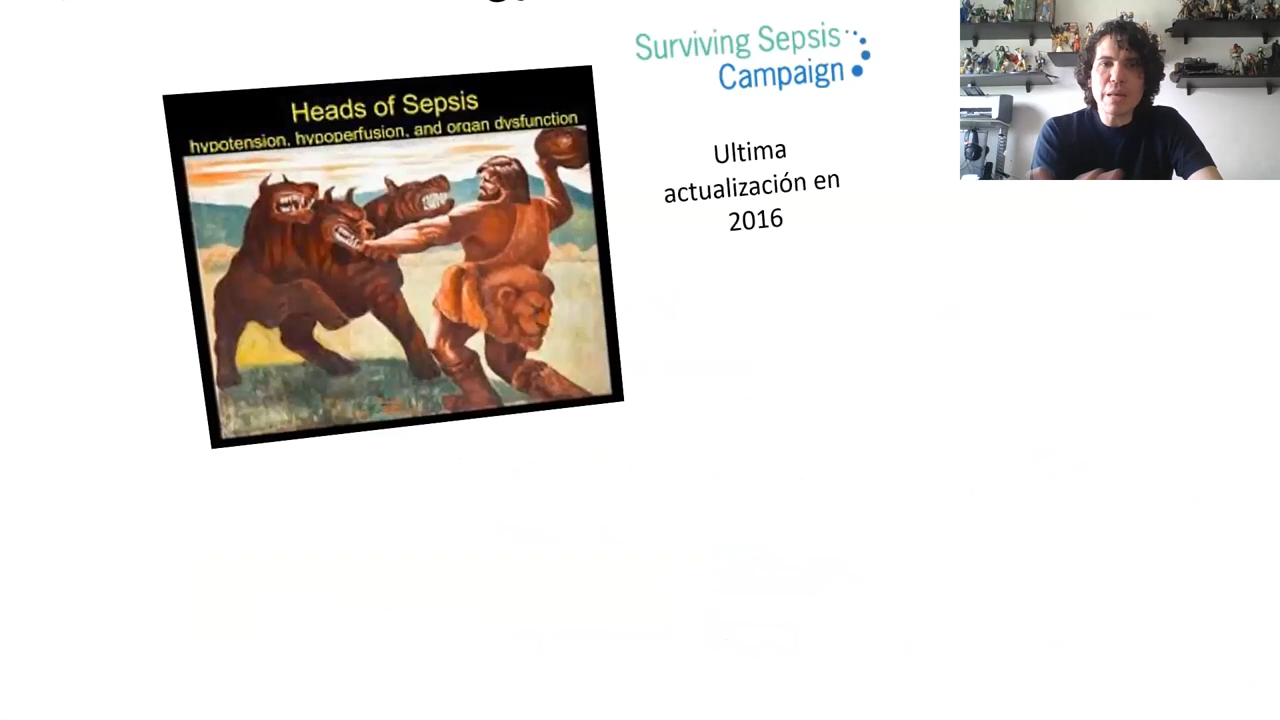 Surviving Sepsis
Campaign
Heads of Sepsis
hypotension, hypoperfusion, and organ dysfunction
Ultima
actualización en
2016